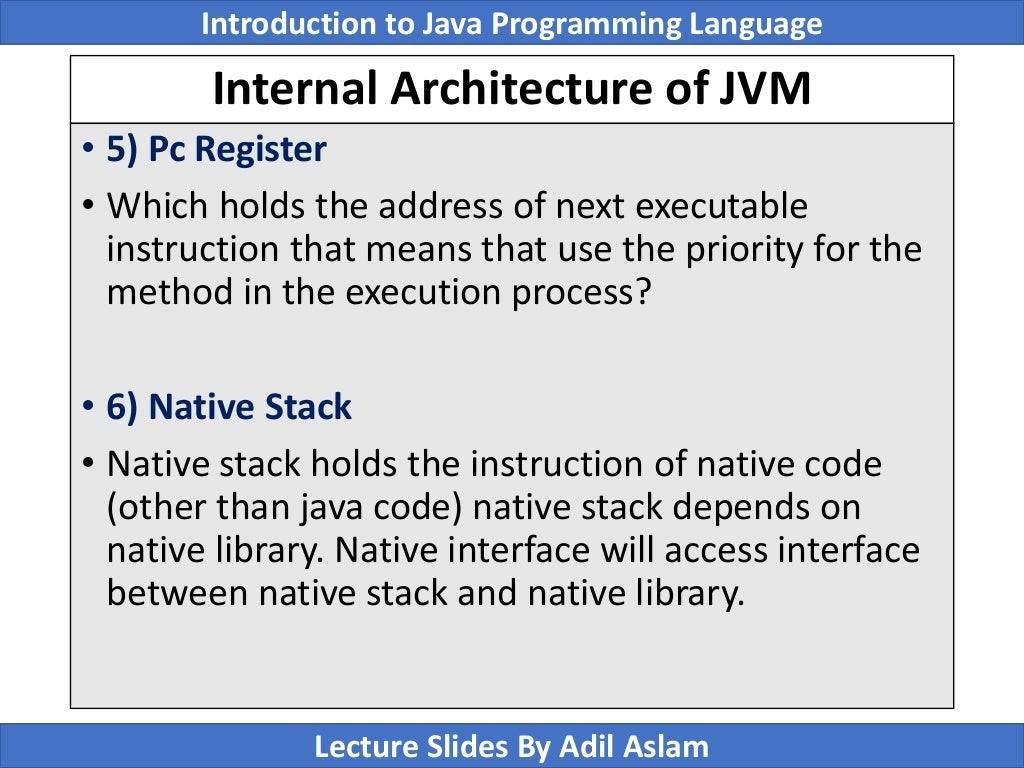 Introduction to Java Programming Language
Internal Architecture of JVM
• 5) Pc Register
• Which holds the address of next executable
instruction that means that use the priority for the
method in the execution process?
• 6) Native Stack
• Native stack holds the instruction of native code
(other than java code) native stack depends on
native library. Native interface will access interface
between native stack and native library.
Lecture Slides By Adil Aslam